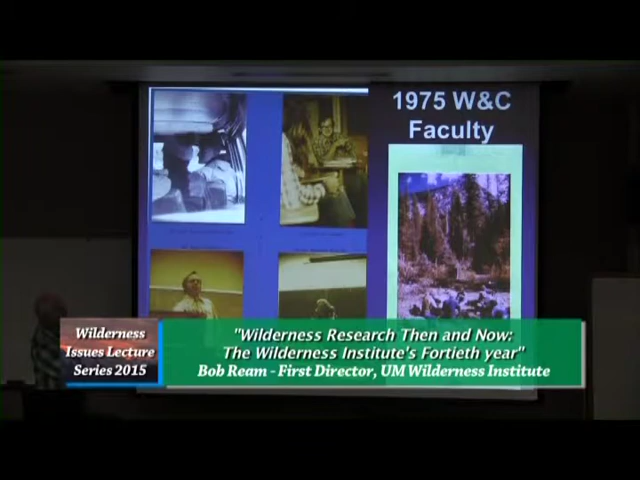 1975 W&C
Faculty
Wilderness
Issues Lecture
Series 2015
"Wilderness Research Then and Now:
The Wilderness Institute's Fortieth year"
Bob Ream - First Director, UM Wilderness Institute